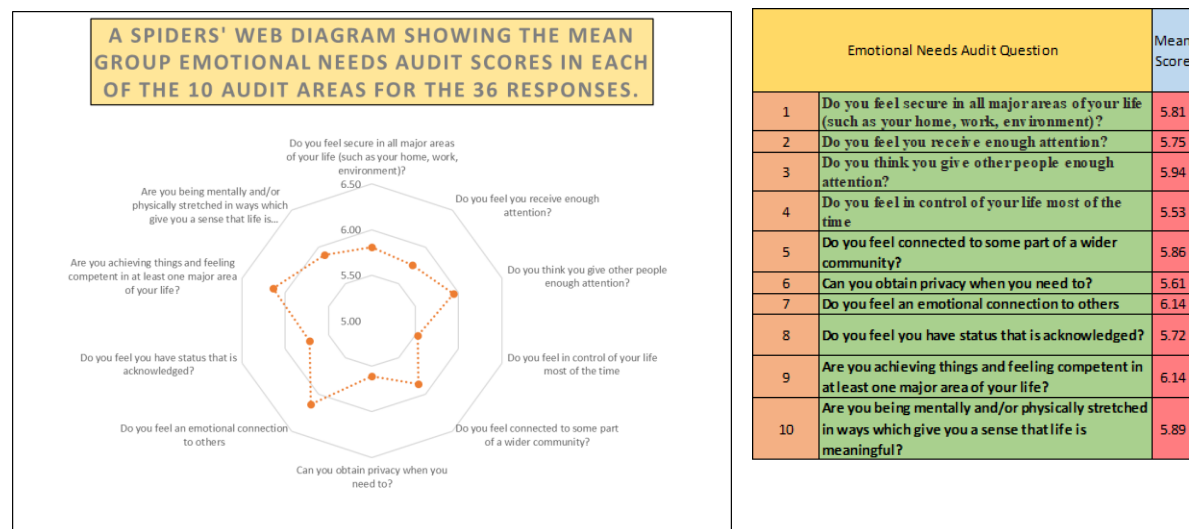 A SPIDERS' WEB DIAGRAM SHOWING THE MEAN
GROUP EMOTIONAL NEEDS AUDIT SCORES IN EACH
OF THE 10 AUDIT AREAS FOR THE 36 RESPONSES.
Do you feel secure in all major areas
of your life (such as your home, work,
environment)?
6.50
6.00
5.50
5.00
Do you feel you receive enough
attention?
Do you think you give other people
enough attention?
Do you feel in control of your life
most of the time
Do you feel connected to some part
of a wider community?
Can you obtain privacy when you
need to?
Do you feel an emotional connection
to others
Do you feel you have status that is
acknowledged?
Are you achieving things and feeling
competent in at least one major area
of your life?
Are you being mentally and/or
physically stretched in ways which
give you a sense that life is...
Emotional Needs Audit Question
Mean
Score
1 Do you feel secure in all major areas of your life
(such as your home, work, environment)? 5.81
2 Do you feel you receive enough attention? 5.75
3 Do you think you give other people enough
attention? 5.94
4 Do you feel in control of your life most of the
time 5.53
5 Do you feel connected to some part of a wider
community? 5.86
6 Can you obtain privacy when you need to? 5.61
7 Do you feel an emotional connection to others 6.14
8 Do you feel you have status that is acknowledged? 5.72
9 Are you achieving things and feeling competent in
at least one major area of your life? 6.14
10 Are you being mentally and/or physically stretched
in ways which give you a sense that life is
meaningful? 5.89